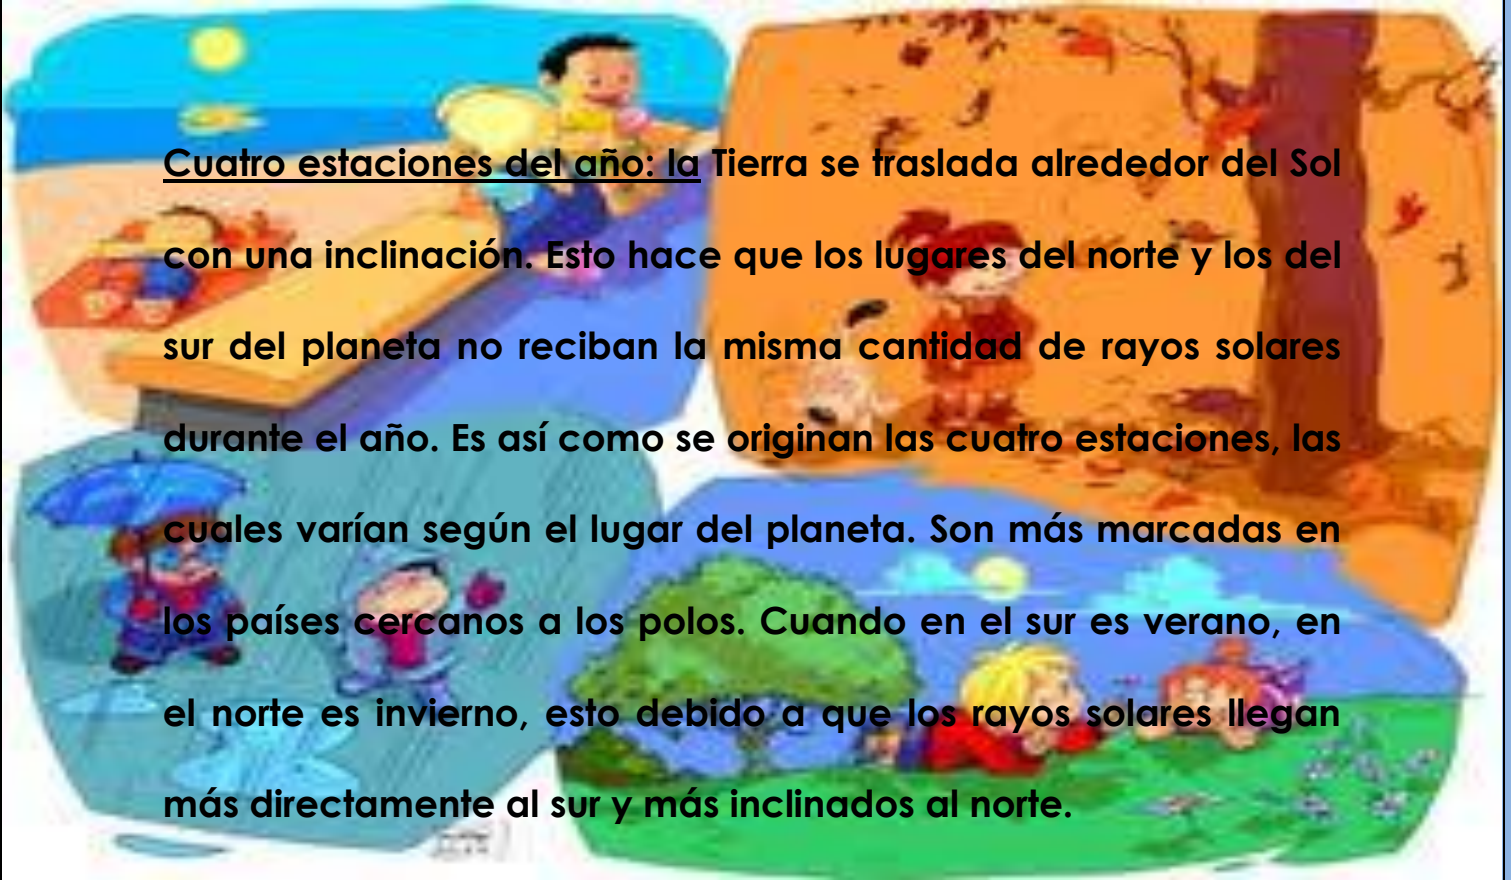 Cuatro estaciones del año: la Tierra se traslada alrededor del Sol
con una inclinación. Esto hace que los lugares del norte y los del
sur del planeta no reciban la misma cantidad de rayos solares
durante el año. Es así como se originan las cuatro estaciones, las
cuales varían según el lugar del planeta. Son más marcadas en
los países cercanos a los polos. Cuando en el sur es verano, en
el norte es invierno, esto debido a que los rayos solares llegan
más directamente al sur y más inclinados al norte.